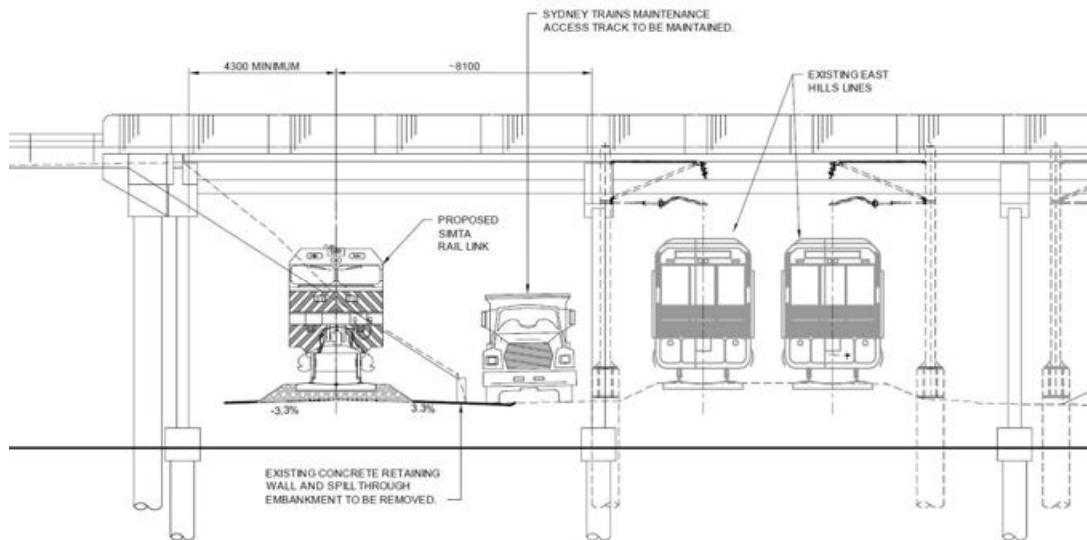 SYDNEY TRAINS MAINTENANCE
ACCESS TRACK TO BE MAINTAINED.
4300 MINIMUM
~8100
EXISTING EAST
HILLS LINES
PROPOSED
SIMTA
RAIL LINK
-3.3%
3.3%
EXISTING CONCRETE RETAINING
WALL AND SPILL THROUGH
EMBANKMENT TO BE REMOVED.